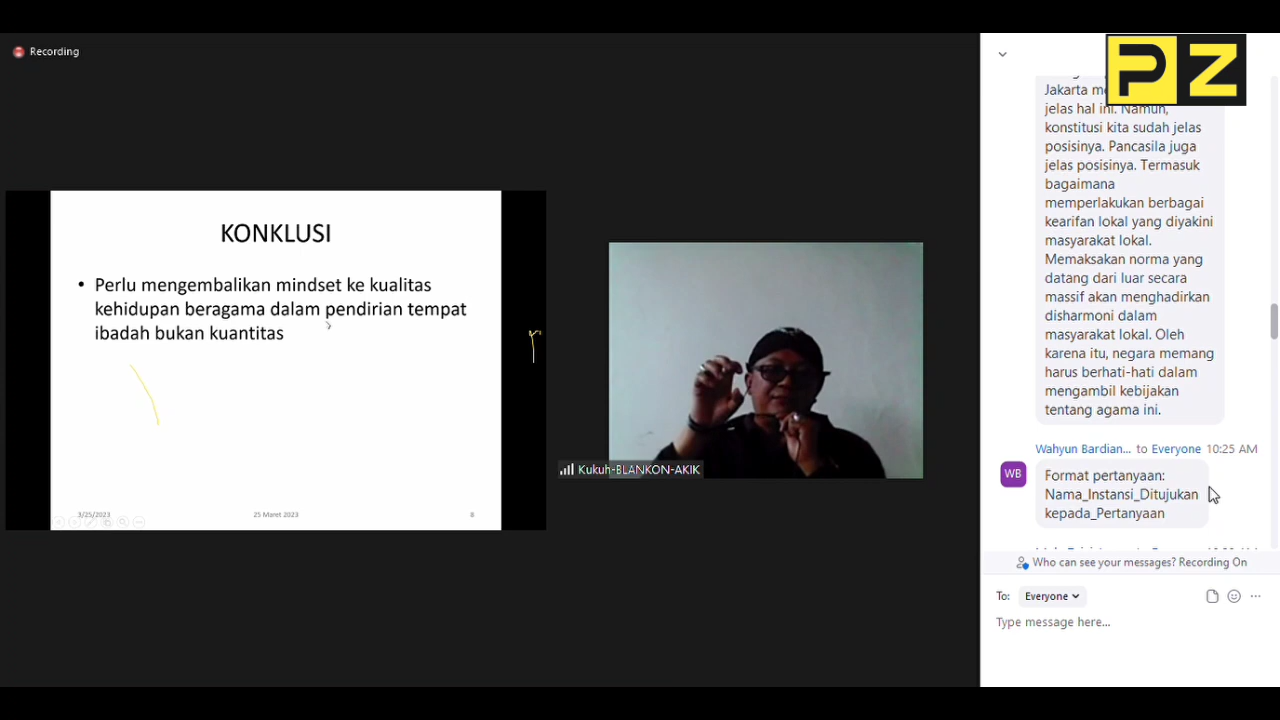 Recording
KONKLUSI
• Perlu mengembalikan mindset ke kualitas
kehidupan beragama dalam pendirian tempat
ibadah bukan kuantitas
3/25/2023
25 Maret 2023
8
Kukuh-BLANKON-AKIK
PZ
Jakarta
jelas hal ini. Namun,
konstitusi kita sudah jelas
posisinya. Pancasila juga
jelas posisinya. Termasuk
bagaimana
memperlakukan berbagai
kearifan lokal yang diyakini
masyarakat lokal.
Memaksakan norma yang
datang dari luar secara
massif akan menghadirkan
disharmoni dalam
masyarakat lokal. Oleh
karena itu, negara memang
harus berhati-hati dalam
mengambil kebijakan
tentang agama ini.
Wahyun Bardian... to Everyone 10:25 AM
WB
Format pertanyaan:
Nama_Instansi_Ditujukan
kepada_Pertanyaan
Who can see your messages? Recording On
To: Everyone
Type message here...